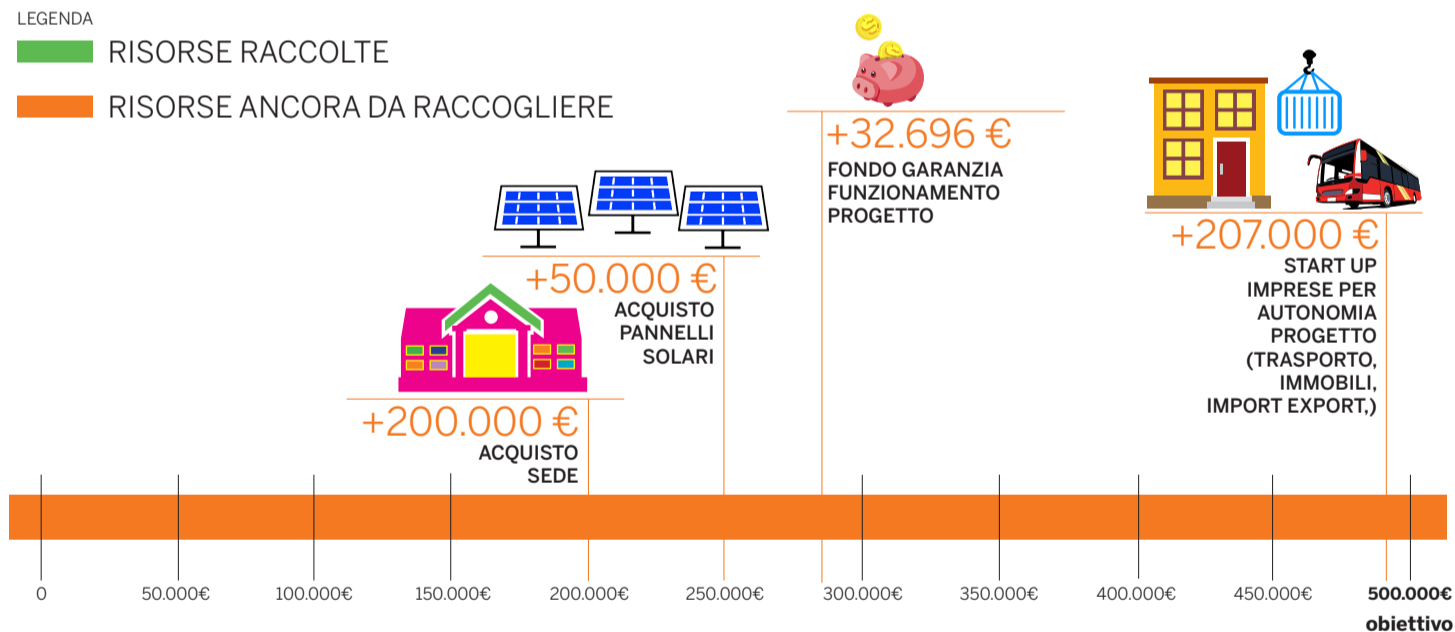 LEGENDA
RISORSE RACCOLTE
RISORSE ANCORA DA RACCOGLIERE
+32.696 €
FONDO GARANZIA
FUNZIONAMENTO
PROGETTO
+207.000 €
START UP
IMPRESE PER
AUTONOMIA
PROGETTO
(TRASPORTO,
IMMOBILI,
IMPORT EXPORT,)
+50.000 €
ACQUISTO
PANNELLI
SOLARI
+200.000 €
ACQUISTO
SEDE
0 50.000€ 100.000€ 150.000€ 200.000€ 250.000€ 300.000€ 350.000€ 400.000€ 450.000€ 500.000€
obiettivo